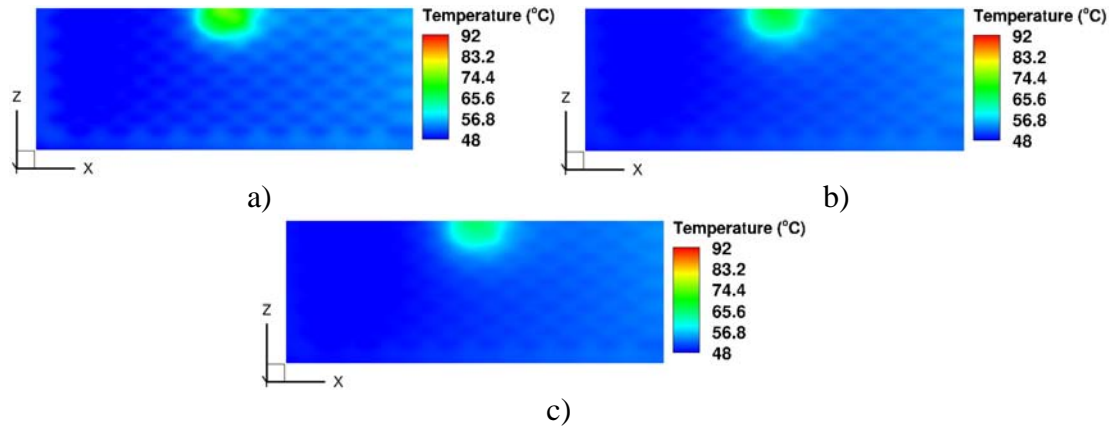 Temperature (°C)
92
83.2
74.4
65.6
56.8
48
Z
X
a)
Temperature (°C)
92
83.2
74.4
65.6
56.8
48
Z
X
b)
Temperature (°C)
92
83.2
74.4
65.6
56.8
48
Z
X
c)